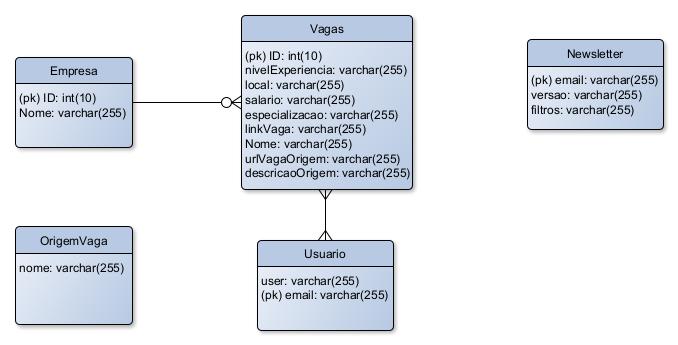 Empresa
(pk) ID: int(10)
Nome: varchar(255)
Vagas
(pk) ID: int(10)
nivelExperiencia: varchar(255)
local: varchar(255)
salario: varchar(255)
especializacao: varchar(255)
linkVaga: varchar(255)
Nome: varchar(255)
urlVagaOrigem: varchar(255)
descricaoOrigem: varchar(255)
Newsletter
(pk) email: varchar(255)
versao: varchar(255)
filtros: varchar(255)
OrigemVaga
nome: varchar(255)
Usuario
user: varchar(255)
(pk) email: varchar(255)